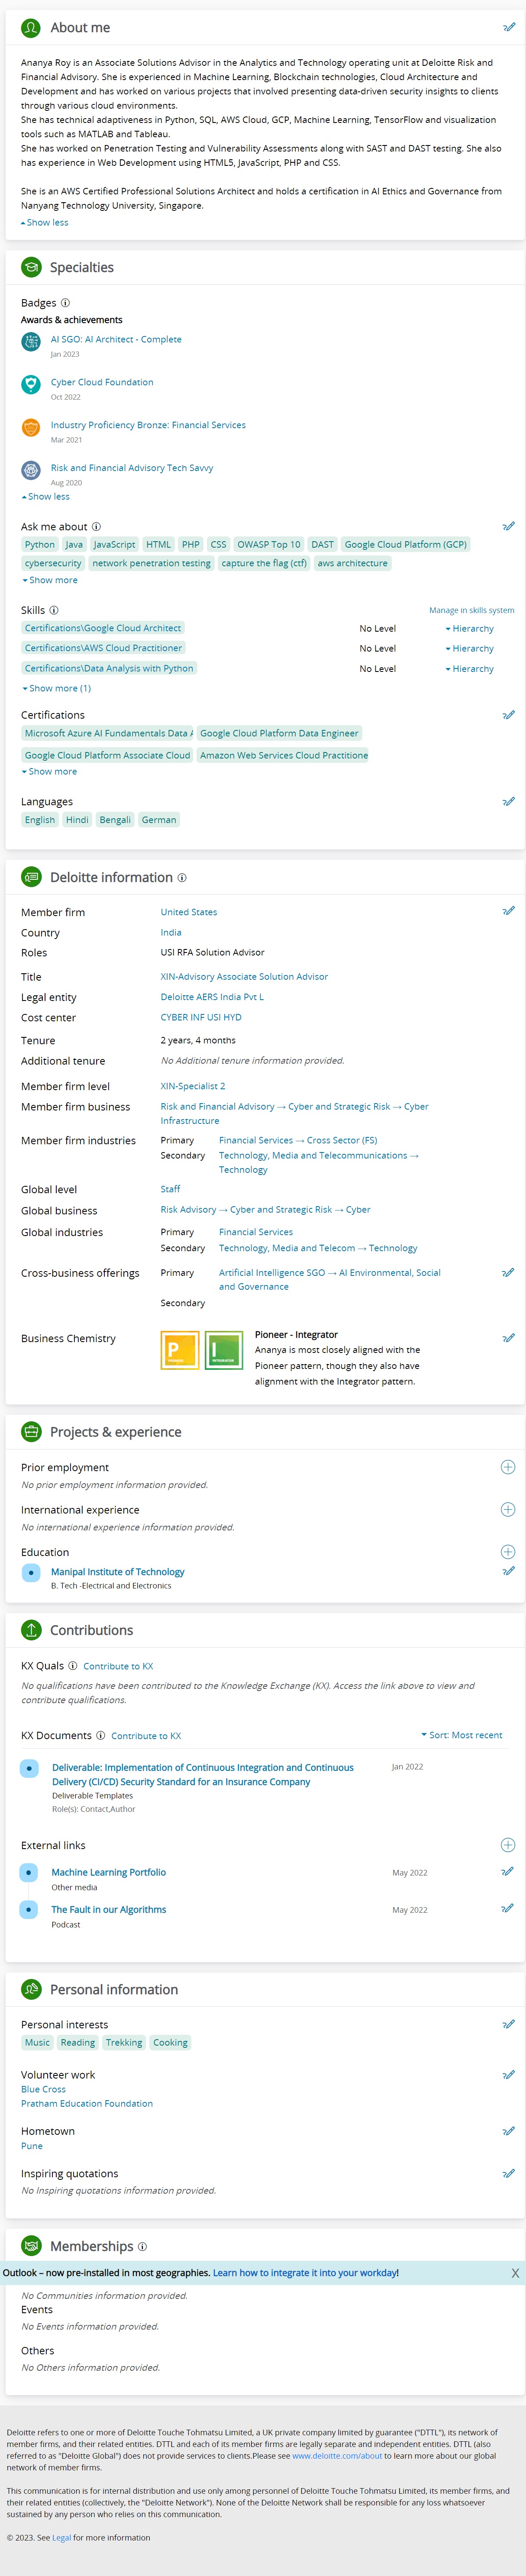 About me
Ananya Roy is an Associate Solutions Advisor in the Analytics and Technology operating unit at Deloitte Risk and
Financial Advisory. She is experienced in Machine Learning, Blockchain technologies, Cloud Architecture and
Development and has worked on various projects that involved presenting data-driven security insights to clients
through various cloud environments.
She has technical adaptiveness in Python, SQL, AWS Cloud, GCP, Machine Learning, TensorFlow and visualization
tools such as MATLAB and Tableau.
She has worked on Penetration Testing and Vulnerability Assessments along with SAST and DAST testing. She also
has experience in Web Development using HTML5, JavaScript, PHP and CSS.
She is an AWS Certified Professional Solutions Architect and holds a certification in AI Ethics and Governance from
Nanyang Technology University, Singapore.
Show less
Specialties
Badges
Awards & achievements
AI SGO: AI Architect - Complete
Jan 2023
Cyber Cloud Foundation
Oct 2022
Industry Proficiency Bronze: Financial Services
Mar 2021
Risk and Financial Advisory Tech Savvy
Aug 2020
Show less
Ask me about
Python Java JavaScript HTML PHP CSS OWASP Top 10 DAST Google Cloud Platform (GCP)
cybersecurity network penetration testing capture the flag (ctf) aws architecture
Show more
Skills Manage in skills system
Certifications\Google Cloud Architect No Level Hierarchy
Certifications\AWS Cloud Practitioner No Level Hierarchy
Certifications\Data Analysis with Python No Level Hierarchy
Show more (1)
Certifications
Microsoft Azure AI Fundamentals Data A Google Cloud Platform Data Engineer
Google Cloud Platform Associate Cloud Amazon Web Services Cloud Practitione
Show more
Languages
English Hindi Bengali German
Deloitte information
Member firm United States
Country India
Roles USI RFA Solution Advisor
Title XIN-Advisory Associate Solution Advisor
Legal entity Deloitte AERS India Pvt L
Cost center CYBER INF USI HYD
Tenure 2 years, 4 months
Additional tenure No Additional tenure information provided.
Member firm level XIN-Specialist 2
Member firm business Risk and Financial Advisory → Cyber and Strategic Risk → Cyber
Infrastructure
Member firm industries Primary Financial Services → Cross Sector (FS)
Secondary Technology, Media and Telecommunications →
Technology
Global level Staff
Global business Risk Advisory → Cyber and Strategic Risk → Cyber
Global industries Primary Financial Services
Secondary Technology, Media and Telecom → Technology
Cross-business offerings Primary Artificial Intelligence SGO → AI Environmental, Social
and Governance
Secondary
Business Chemistry P PIONEER I INTEGRATOR Pioneer - Integrator
Ananya is most closely aligned with the
Pioneer pattern, though they also have
alignment with the Integrator pattern.
Projects & experience
Prior employment
No prior employment information provided.
International experience
No international experience information provided.
Education
Manipal Institute of Technology
B. Tech -Electrical and Electronics
Contributions
KX Quals Contribute to KX
No qualifications have been contributed to the Knowledge Exchange (KX). Access the link above to view and
contribute qualifications.
KX Documents Contribute to KX Sort: Most recent
Deliverable: Implementation of Continuous Integration and Continuous Jan 2022
Delivery (CI/CD) Security Standard for an Insurance Company
Deliverable Templates
Role(s): Contact,Author
External links
Machine Learning Portfolio May 2022
Other media
The Fault in our Algorithms May 2022
Podcast
Personal information
Personal interests
Music Reading Trekking Cooking
Volunteer work
Blue Cross
Pratham Education Foundation
Hometown
Pune
Inspiring quotations
No Inspiring quotations information provided.
Memberships
Outlook – now pre-installed in most geographies. Learn how to integrate it into your workday! X
No Communities information provided.
Events
No Events information provided.
Others
No Others information provided.
Deloitte refers to one or more of Deloitte Touche Tohmatsu Limited, a UK private company limited by guarantee ("DTTL"), its network of
member firms, and their related entities. DTTL and each of its member firms are legally separate and independent entities. DTTL (also
referred to as "Deloitte Global") does not provide services to clients.Please see www.deloitte.com/about to learn more about our global
network of member firms.
This communication is for internal distribution and use only among personnel of Deloitte Touche Tohmatsu Limited, its member firms, and
their related entities (collectively, the "Deloitte Network"). None of the Deloitte Network shall be responsible for any loss whatsoever
sustained by any person who relies on this communication.
© 2023. See Legal for more information